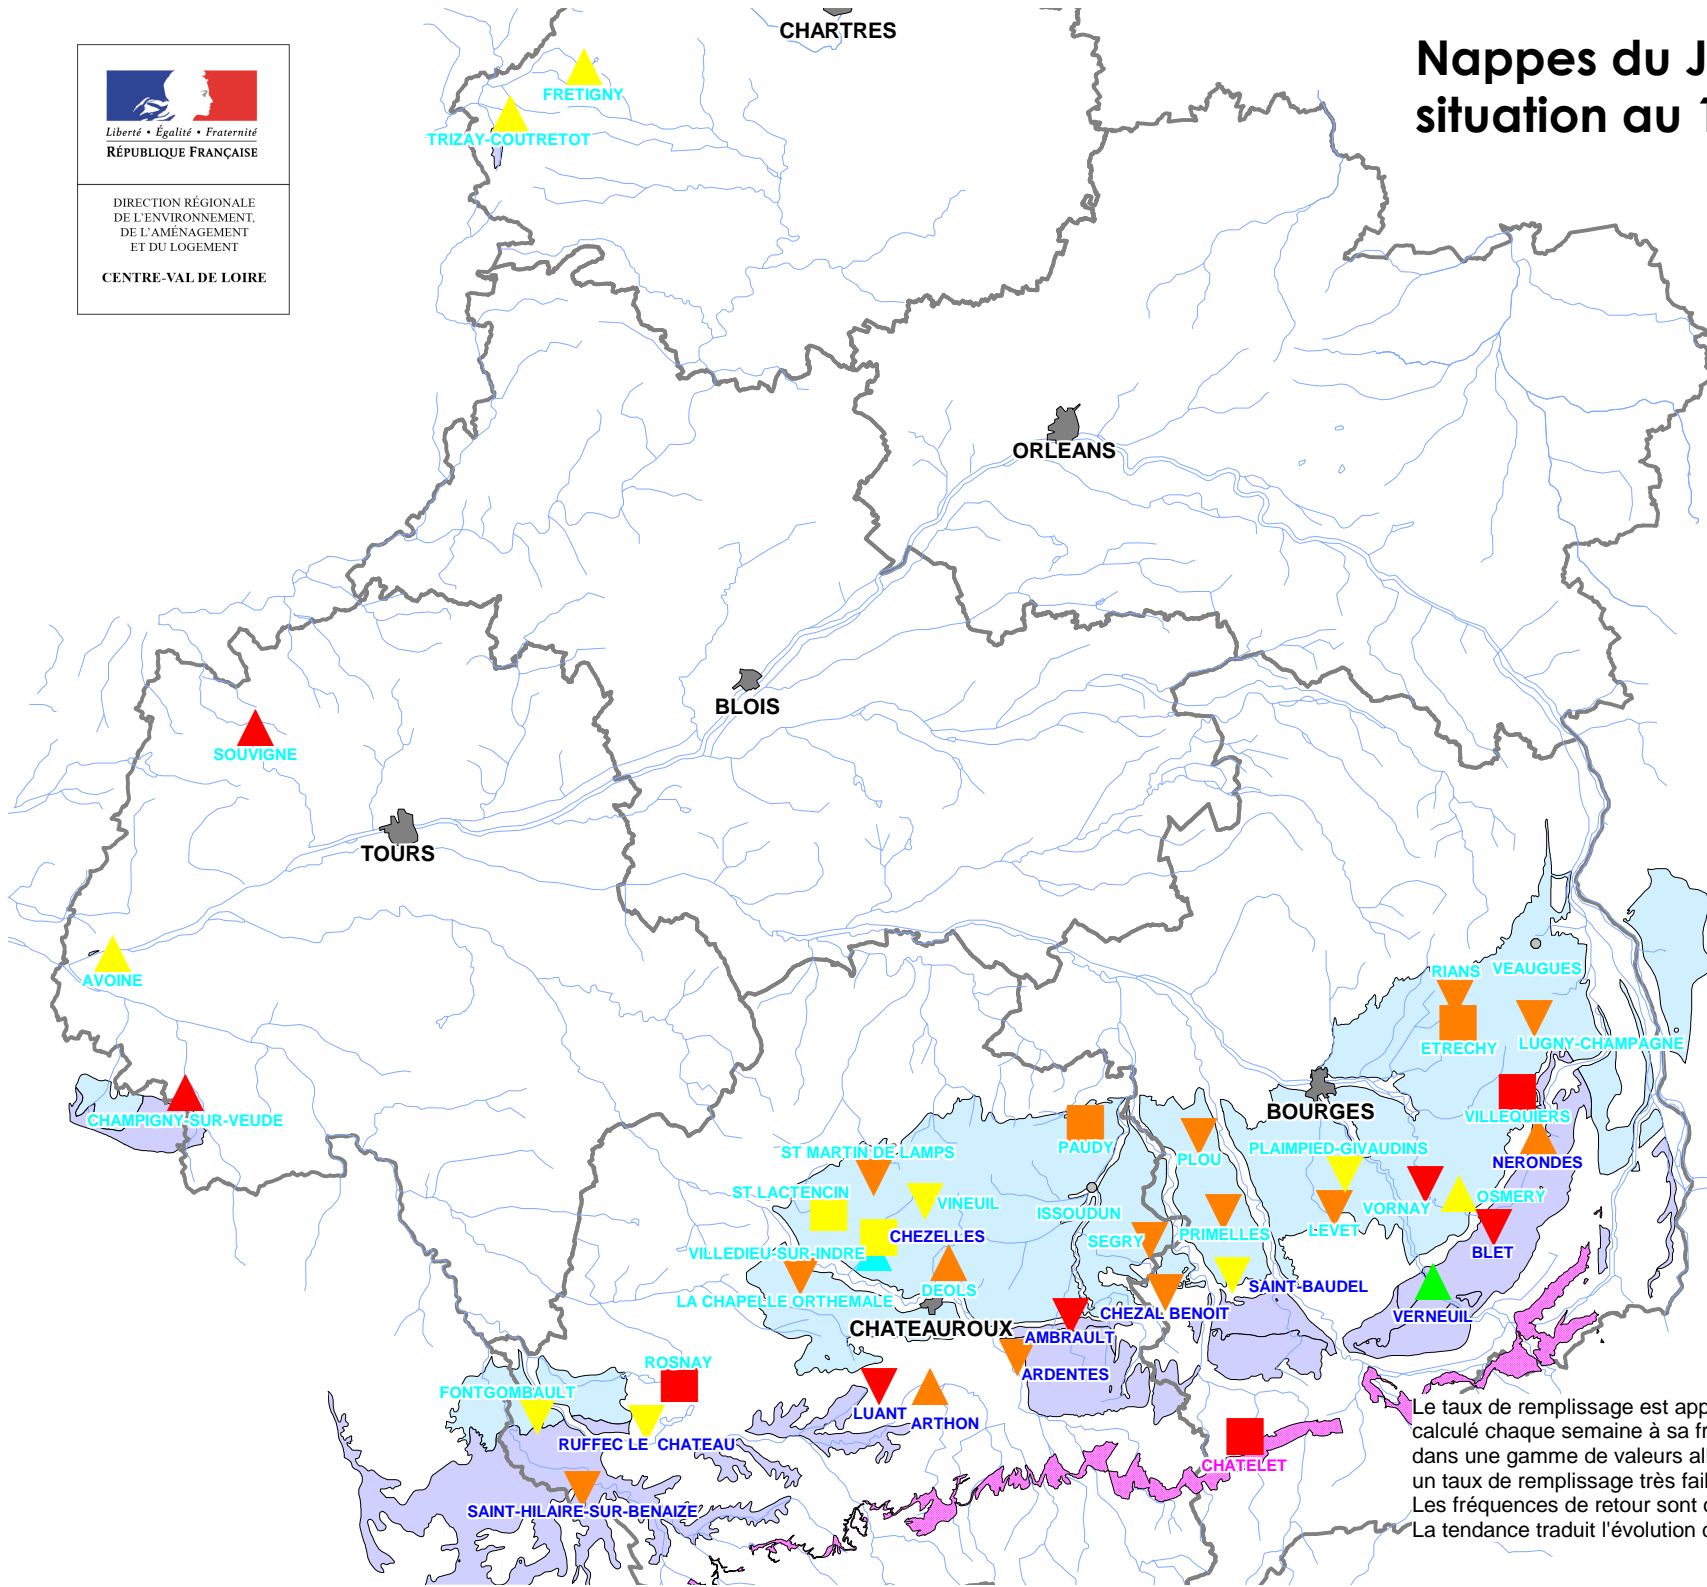 CHARTRES
Nappes du J
situation au 1
FRETIGNY
TRIZAY-COUTRETOT
Liberté • Égalité • Fraternité
RÉPUBLIQUE FRANÇAISE
DIRECTION RÉGIONALE
DE L'ENVIRONNEMENT,
DE L'AMÉNAGEMENT
ET DU LOGEMENT
CENTRE-VAL DE LOIRE
ORLEANS
BLOIS
SOUVIGNE
TOURS
AVOINE
RIANS
VEAUGUES
ETRECHY
LUGNY-CHAMPAGNE
CHAMPIGNY-SUR-VEUDE
BOURGES
VILLEQUIERS
ST MARTIN DE LAMPS
PAUDY
PLOU
PLAIMPIED-GIVAUDINS
NERONDES
ST LACTENCIN
VINEUIL
ISSOUDUN
VORNAY
OSMERY
CHEZELLES
SEGRY
PRIMELLES
LEVET
VILLEDIEU-SUR-INDRE
BLET
DEOLS
SAINT-BAUDEL
LA CHAPELLE ORTHEMALE
CHEZAL BENOIT
VERNEUIL
CHATEAUROUX
AMBRAULT
ROSNAY
ARDENTES
FONTGOMBAULT
LUANT
ARTHON
RUFFEC LE CHATEAU
CHATELET
SAINT-HILAIRE-SUR-BENAIZE
Le taux de remplissage est app
calculé chaque semaine à sa fr
dans une gamme de valeurs al
un taux de remplissage très fail
Les fréquences de retour sont
La tendance traduit l'évolution